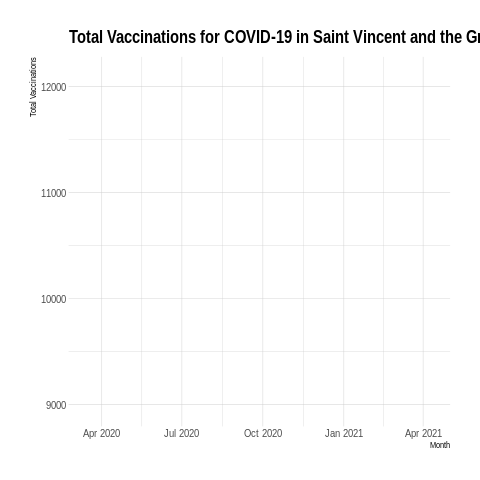 Total Vaccinations for COVID-19 in Saint Vincent and the Gr
Total Vaccinations
12000
11000
10000
9000
Apr 2020
Jul 2020
Oct 2020
Jan 2021
Apr 2021
Month